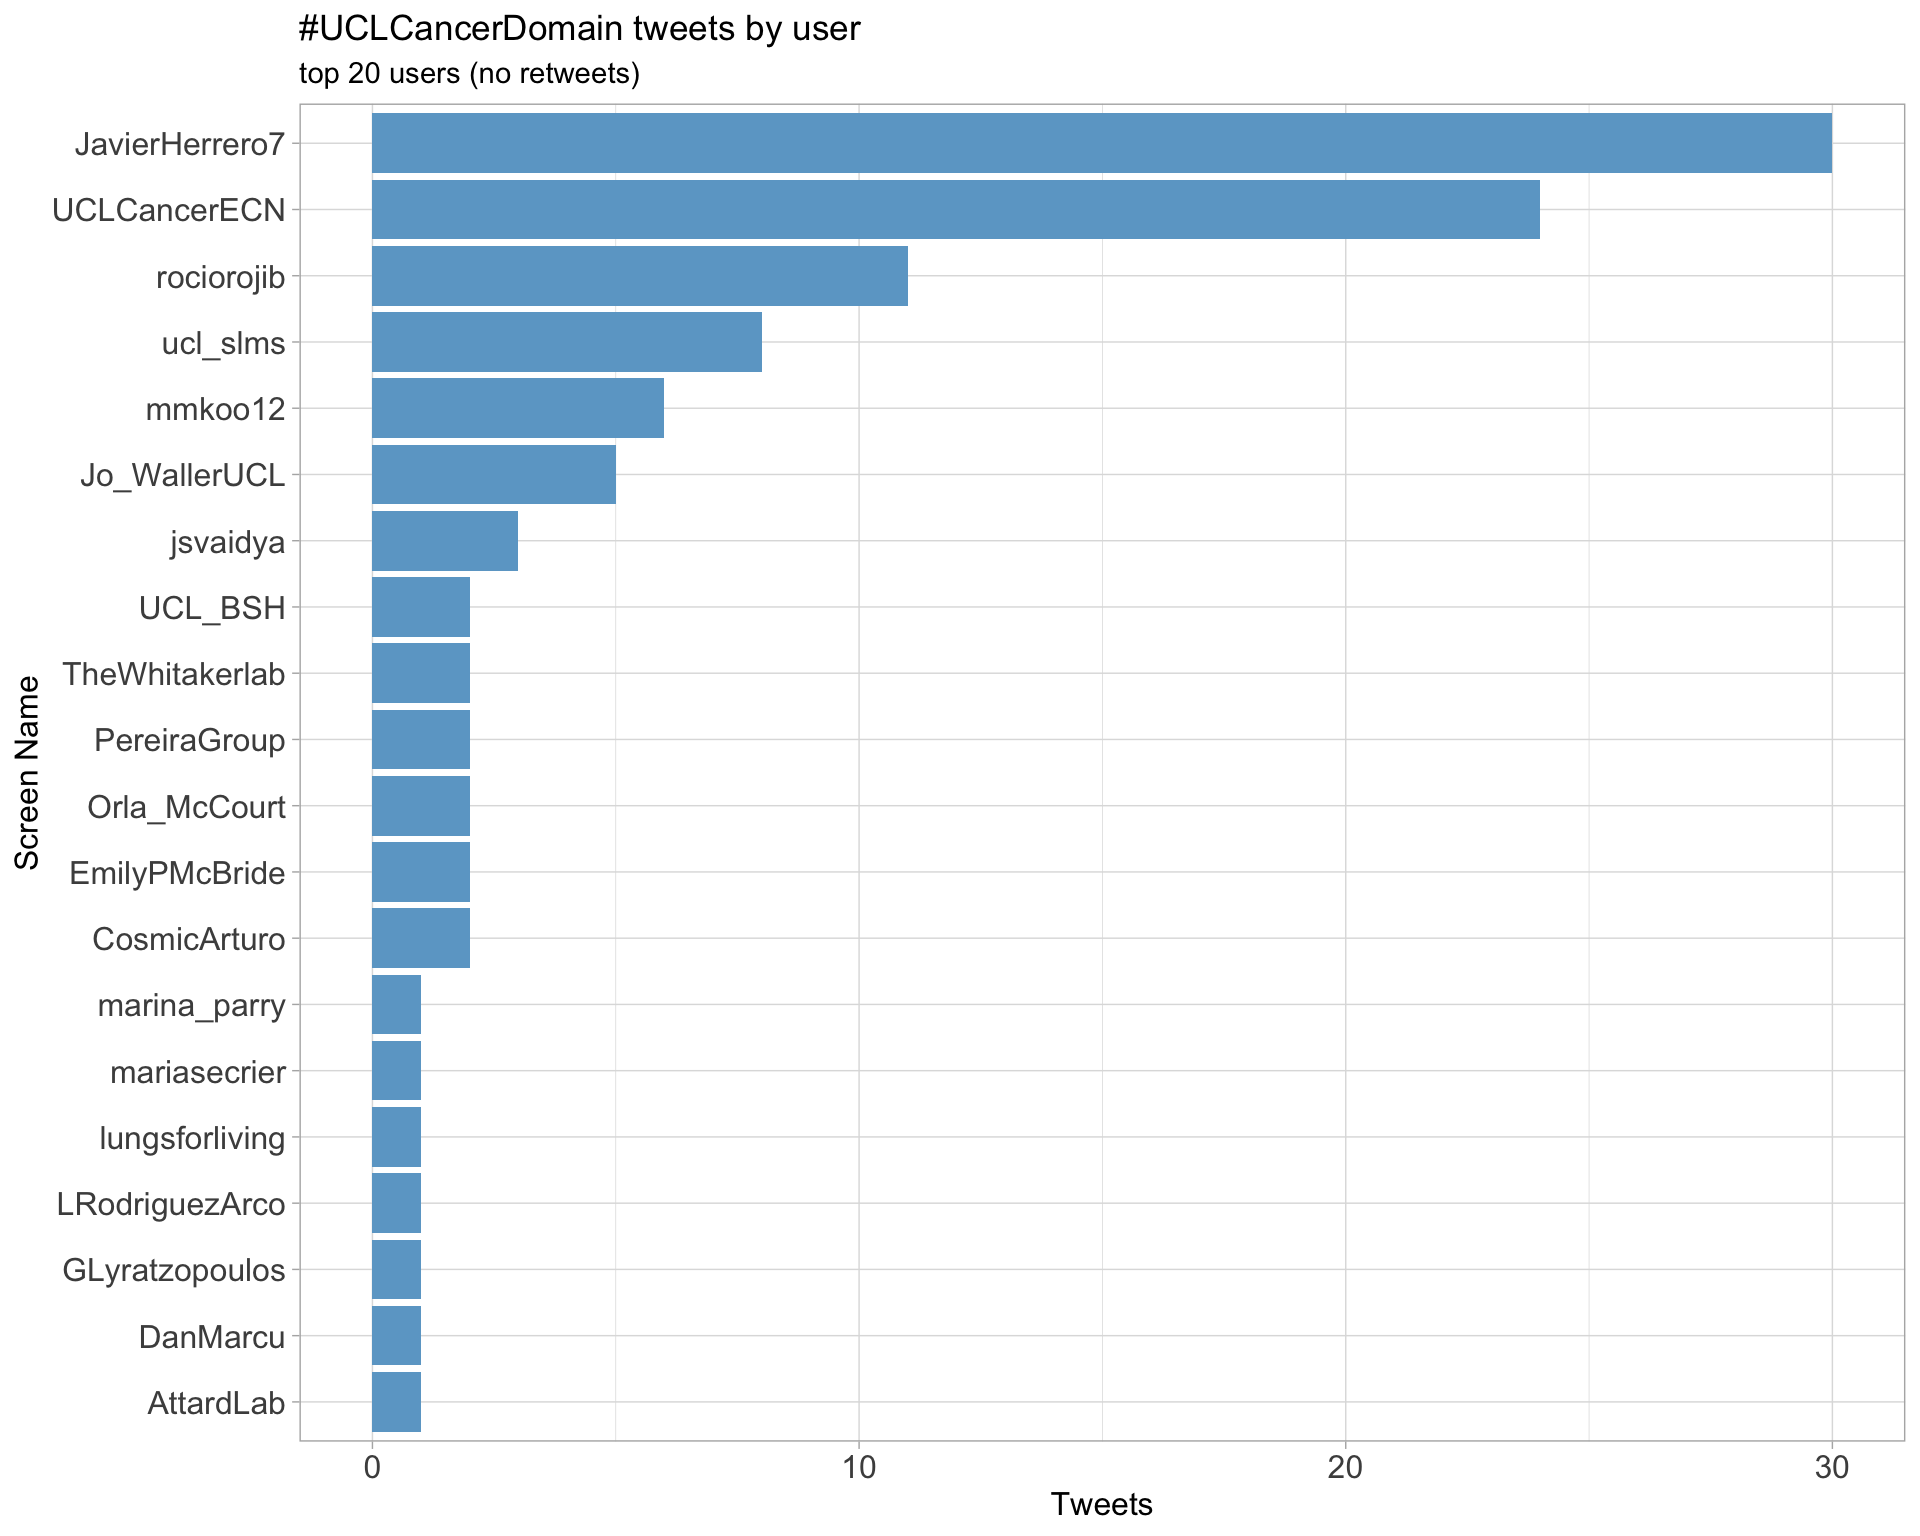 #UCLCancerDomain tweets by user
top 20 users (no retweets)
Screen Name
JavierHerrero7
UCLCancerECN
rociorojib
ucl_slms
mmkoo12
Jo_WallerUCL
jsvaidya
UCL_BSH
TheWhitakerlab
PereiraGroup
Orla_McCourt
EmilyPMcBride
CosmicArturo
marina_parry
mariasecrier
lungsforliving
LRodriguezArco
GLyratzopoulos
DanMarcu
AttardLab
0 10 20 30
Tweets